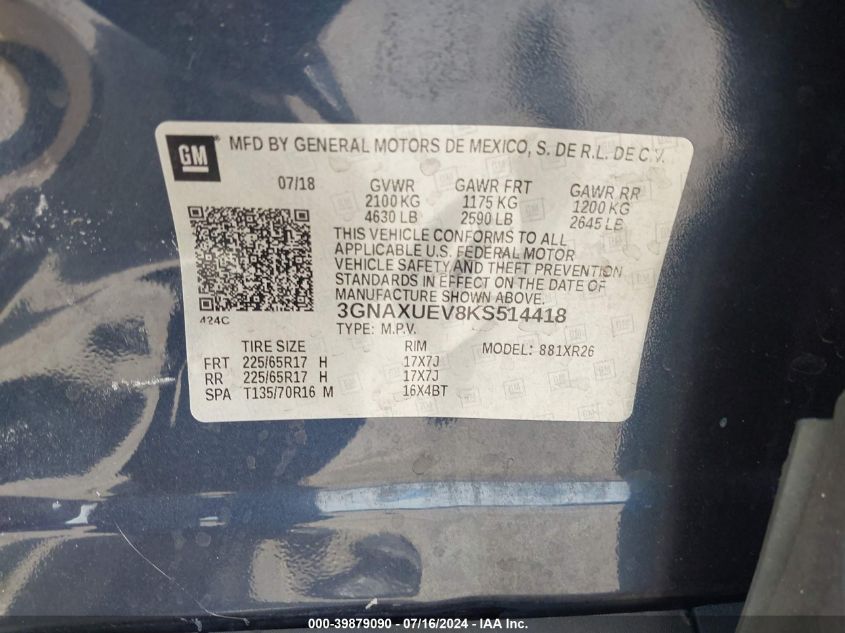 GM MFD BY GENERAL MOTORS DE MEXICO, S. DE R.L. DE C.V.
07/18 GVWR GAWR FRT GAWR RR
2100 KG 1175 KG 1200 KG
4630 LB 2590 LB 2645 LB
THIS VEHICLE CONFORMS TO ALL
APPLICABLE U.S. FEDERAL MOTOR
VEHICLE SAFETY AND THEFT PREVENTION
STANDARDS IN EFFECT ON THE DATE OF
MANUFACTURE SHOWN ABOVE.
3GNAXUEV8KS514418
424C TYPE: M.P.V.
TIRE SIZE RIM MODEL: 881XR26
FRT 225/65R17 H 17X7J
RR 225/65R17 H 17X7J
SPA T135/70R16 M 16X4BT
000-39879090 - 07/16/2024 - IAA Inc.